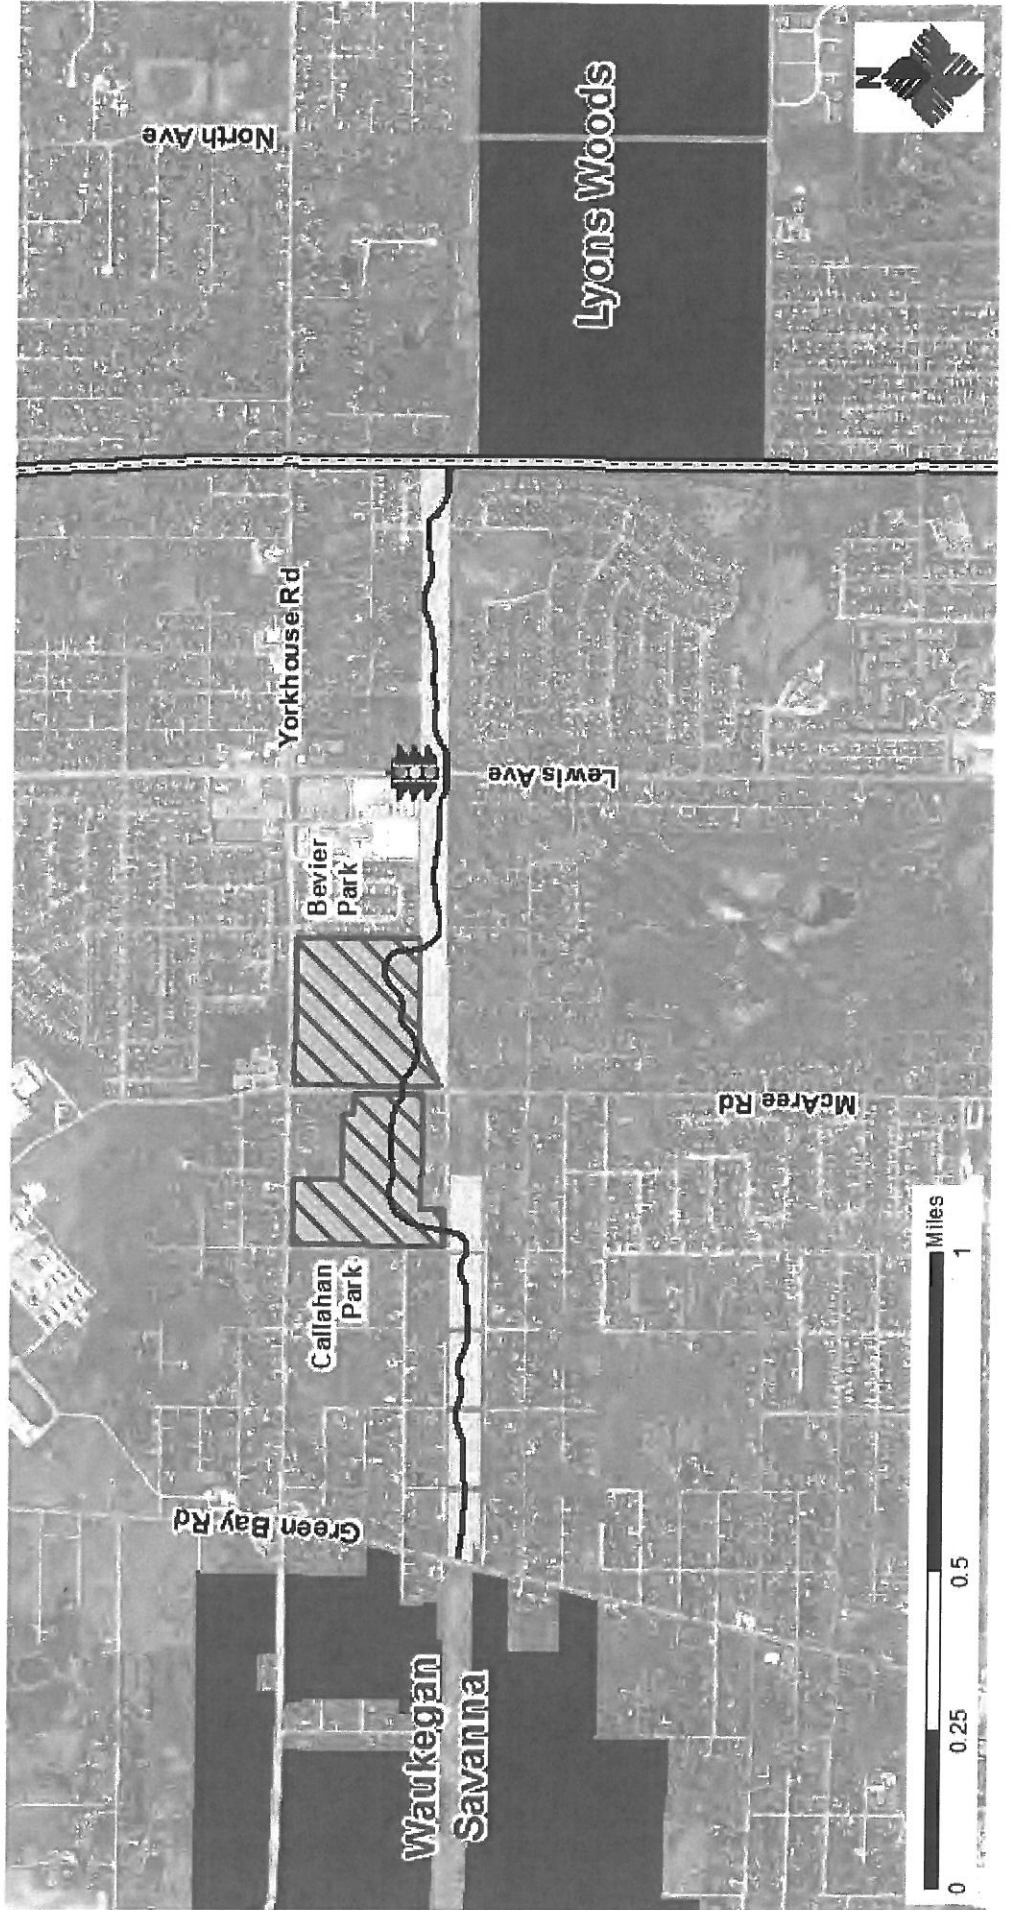 Waukegan
Savanna
Green Bay Rd
Callahan
Park
McAree Rd
Bevier
Park
Yorkhouse Rd
Lewis Ave
Lyons Woods
North Ave
N
0 0.25 0.5 1
Miles